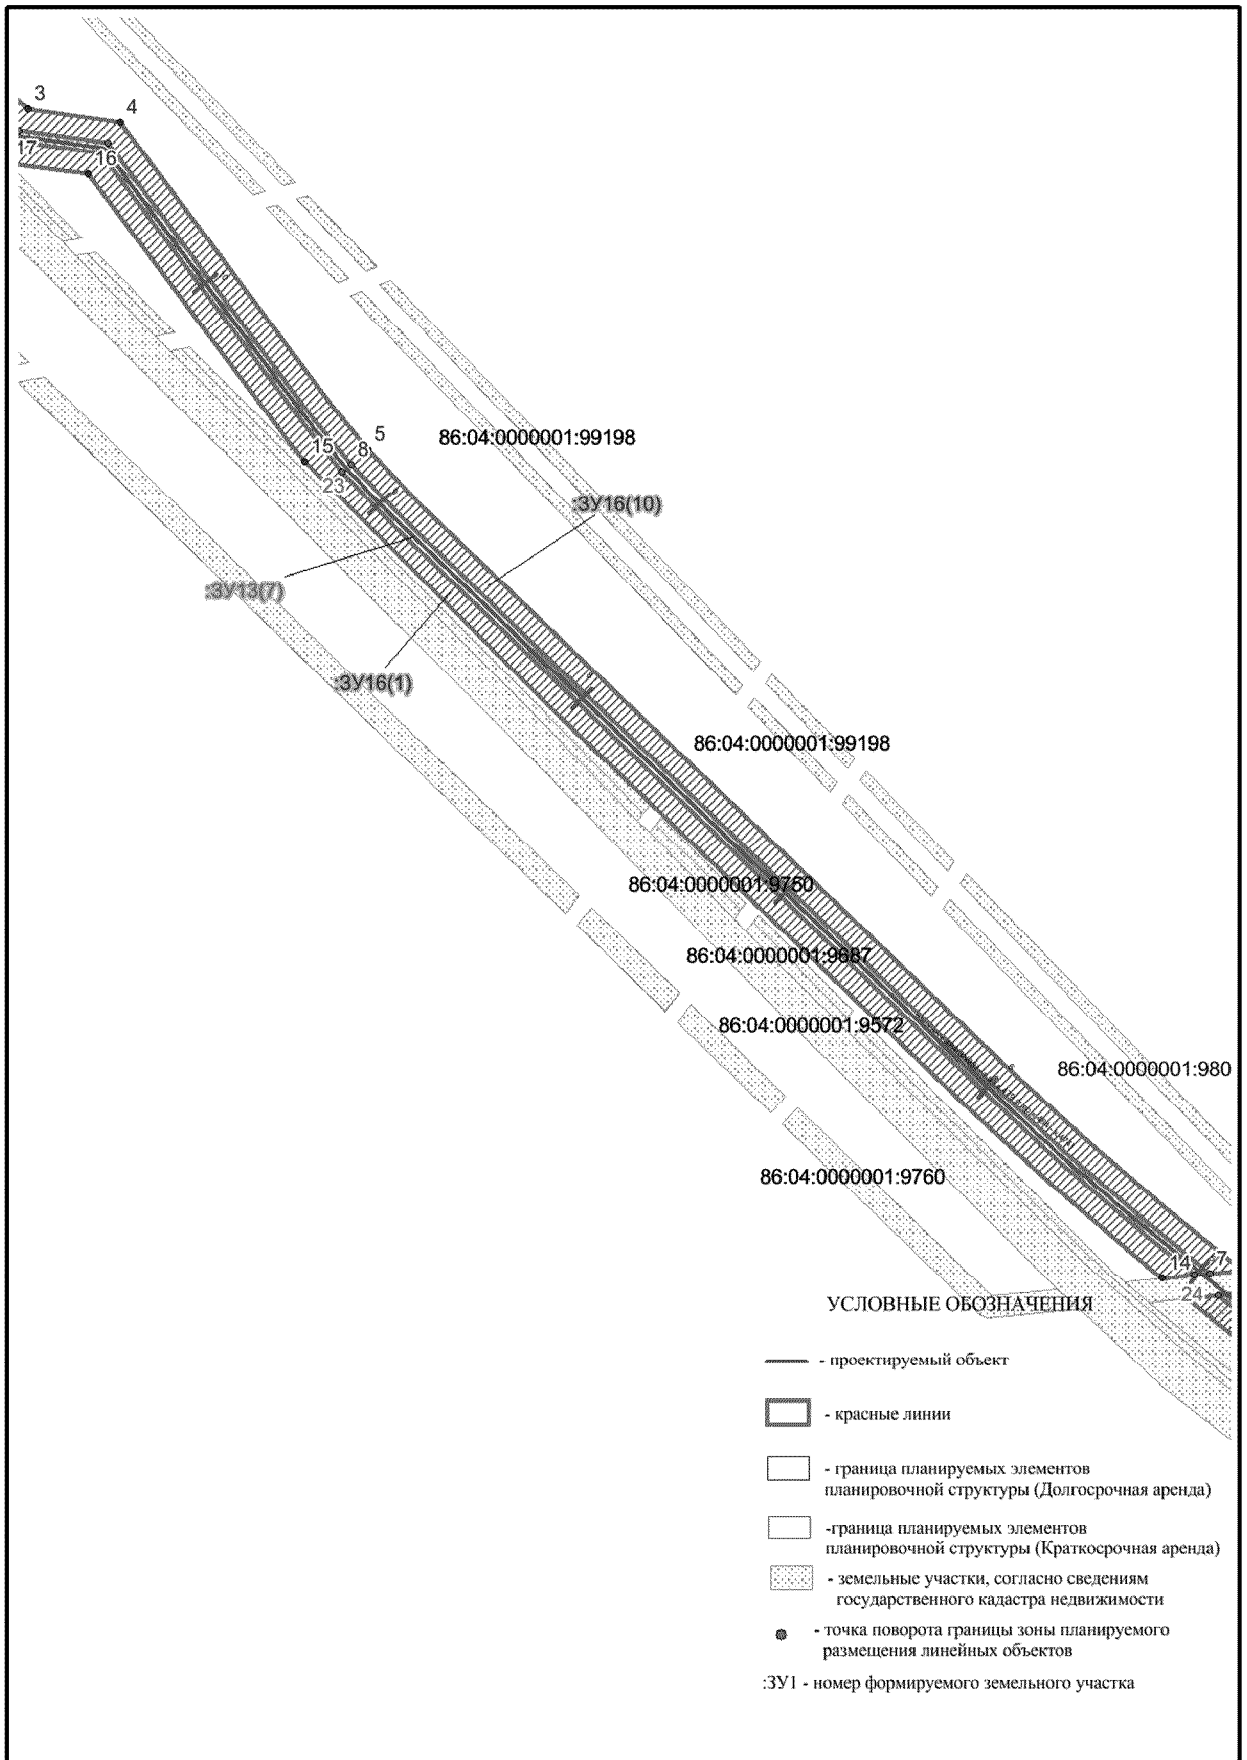 3
4
17
16
5
86:04:0000001:99198
15
8
23
:ЗУ16(10)
:ЗУ13(7)
:ЗУ16(1)
86:04:0000001:99198
86:04:0000001:9750
86:04:0000001:9687
86:04:0000001:9572
86:04:0000001:980
86:04:0000001:9760
14
7
24
УСЛОВНЫЕ ОБОЗНАЧЕНИЯ
- проектируемый объект
- красные линии
- граница планируемых элементов
планировочной структуры (Долгосрочная аренда)
-граница планируемых элементов
планировочной структуры (Краткосрочная аренда)
- земельные участки, согласно сведениям
государственного кадастра недвижимости
- точка поворота границы зоны планируемого
размещения линейных объектов
:ЗУ1 - номер формируемого земельного участка